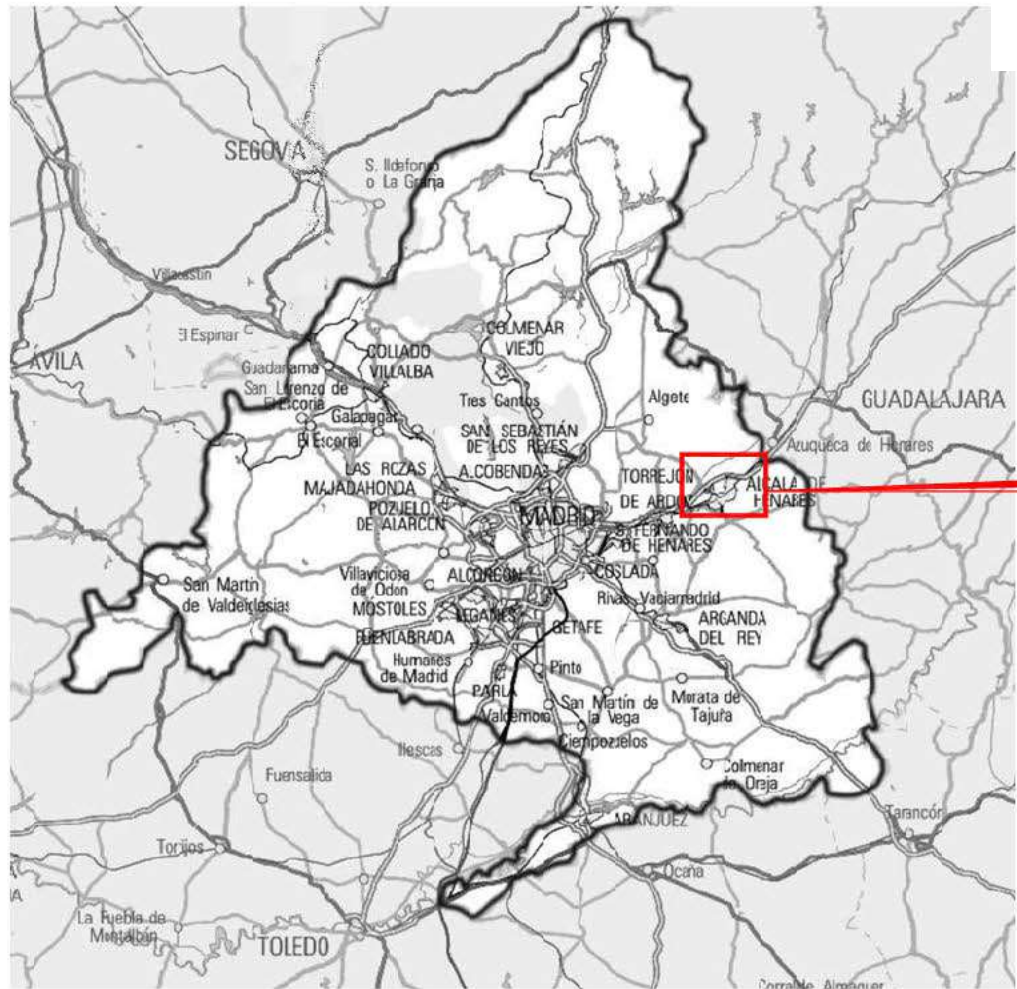 SEGOVA
S. Ildefonso
o La Granja
Villacastín
El Espinar
COLMENAR
VIEJO
ÁVILA
COLLADO
VILLALBA
Guadarrama
San Lorenzo de
El Escorial
Galapagar
El Escorial
Tres Cantos
Algete
GUADALAJARA
SAN SEBASTIÁN
DE LOS REYES
Azuqueca de Henares
LAS ROZAS
ALCOBENDAS
MAJADAHONDA
TORREJÓN
DE ARDOZ
ALCALÁ DE
HENARES
POZUELO
DE ALARCÓN
MADRID
S. FERNANDO
DE HENARES
San Martín
de Valdeiglesias
Villaviciosa
de Odón
ALCORCÓN
COSLADA
MÓSTOLES
Rivas Vaciamadrid
LEGANÉS
FUENLABRADA
GETAFE
ARGANDA
DEL REY
Humanes
de Madrid
Pinto
PARLA
San Martín de
la Vega
Morata de
Tajuña
Valdemoro
Ciempozuelos
Illescas
Colmenar
de Oreja
Fuensalida
ARANJUEZ
Tarancón
Torrijos
Ocaña
A
La Puebla de
Montalbán
TOLEDO
Corral de Almaguer